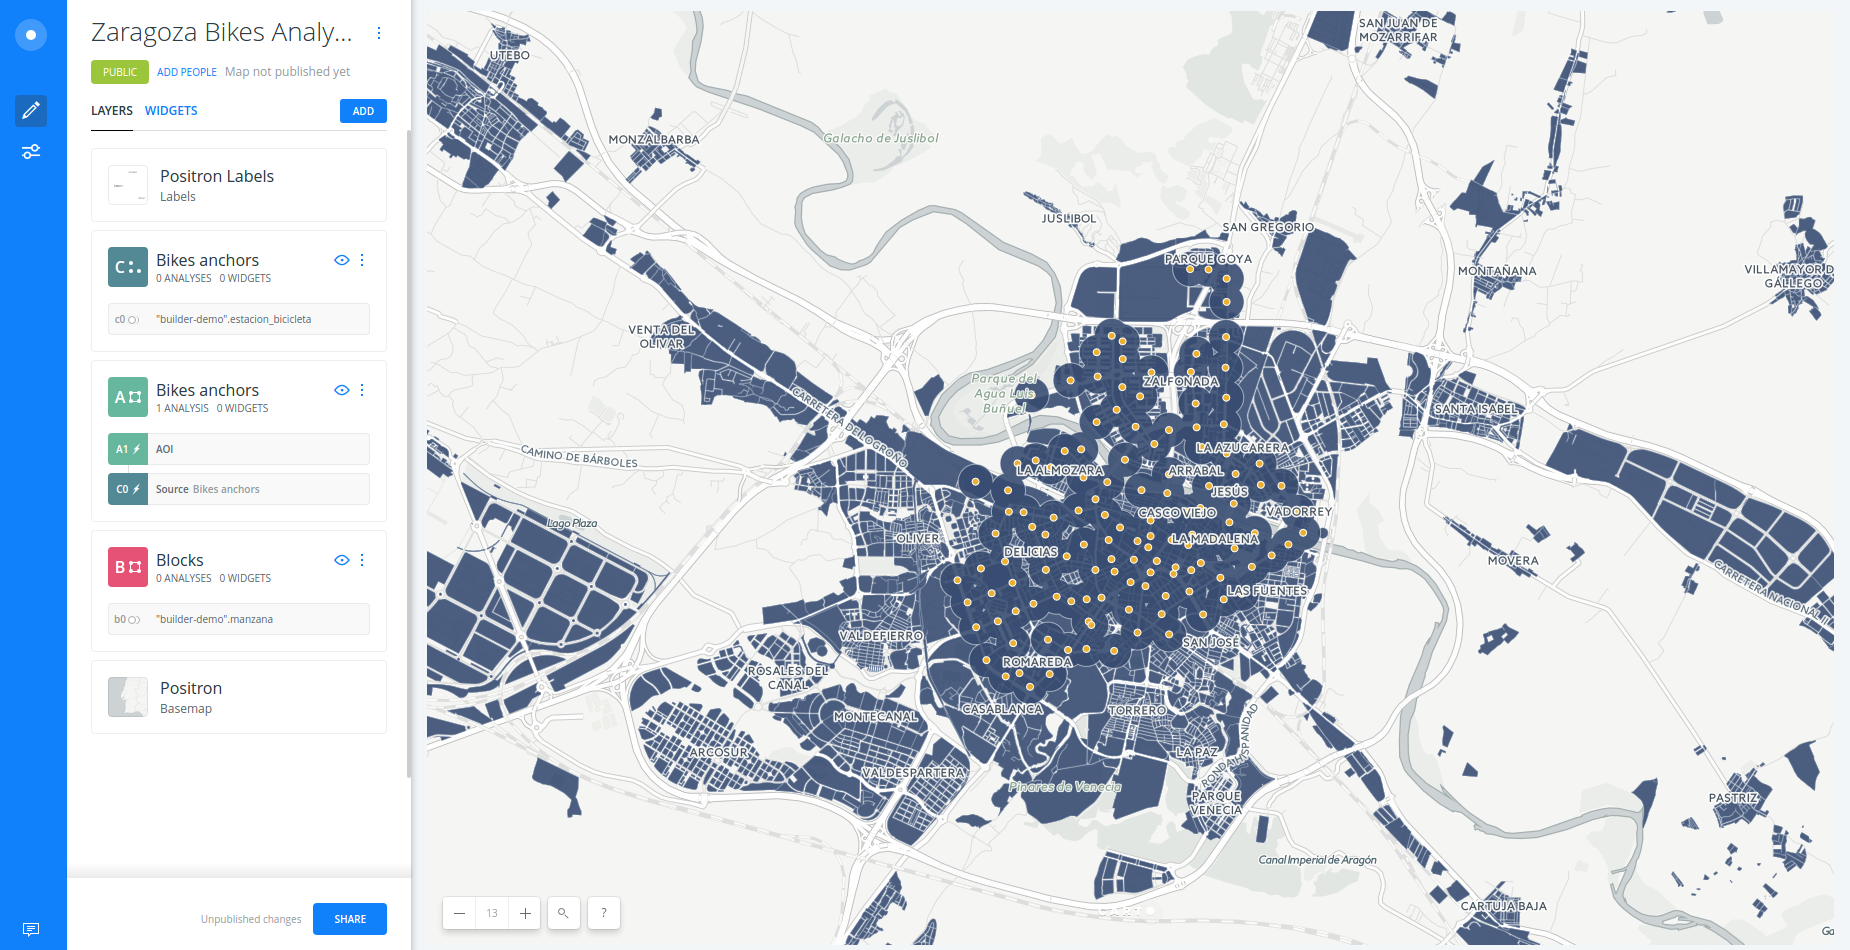 Zaragoza Bikes Analy...
PUBLIC ADD PEOPLE Map not published yet
LAYERS WIDGETS ADD
Positron Labels
Labels
C Bikes anchors
0 ANALYSES 0 WIDGETS
c0 "builder-demo".estacion_bicicleta
A Bikes anchors
1 ANALYSIS 0 WIDGETS
A1 AOI
C0 Source Bikes anchors
B Blocks
0 ANALYSES 0 WIDGETS
b0 "builder-demo".manzana
Positron
Basemap
Unpublished changes SHARE
SAN JUAN DE
MOZARRIFAR
UTEBO
MONZALBARBA
Galacho de Juslibol
JUSLIBOL
SAN GREGORIO
PARQUE GOYA
MONTAÑANA
VILLAMAYOR D
GÁLLEGO
VENTA DEL
OLIVAR
Parque del
Agua Luis
Buñuel
ZALFONADA
CARRETERA DE LOGROÑO
SANTA ISABEL
CAMINO DE BÁRBOLES
LA AZUCARERA
LA ALMOZARA
ARRABAL
JESÚS
CASCO VIEJO
VADORREY
Lago Plaza
OLIVER
LA MADALENA
DELICIAS
MOVERA
CARRETERA NACIONAL
LAS FUENTES
VALDEFIERRO
SAN JOSÉ
ROMAREDA
ROSALES DEL
CANAL
CASABLANCA
TORRERO
MONTECANAL
RONDA HISPANIDAD
ARCOSUR
LA PAZ
VALDESPARTERA
Pinares de Venecia
PARQUE
VENECIA
PASTRIZ
Canal Imperial de Aragón
CARTUJA BAJA
Ga
13 ?